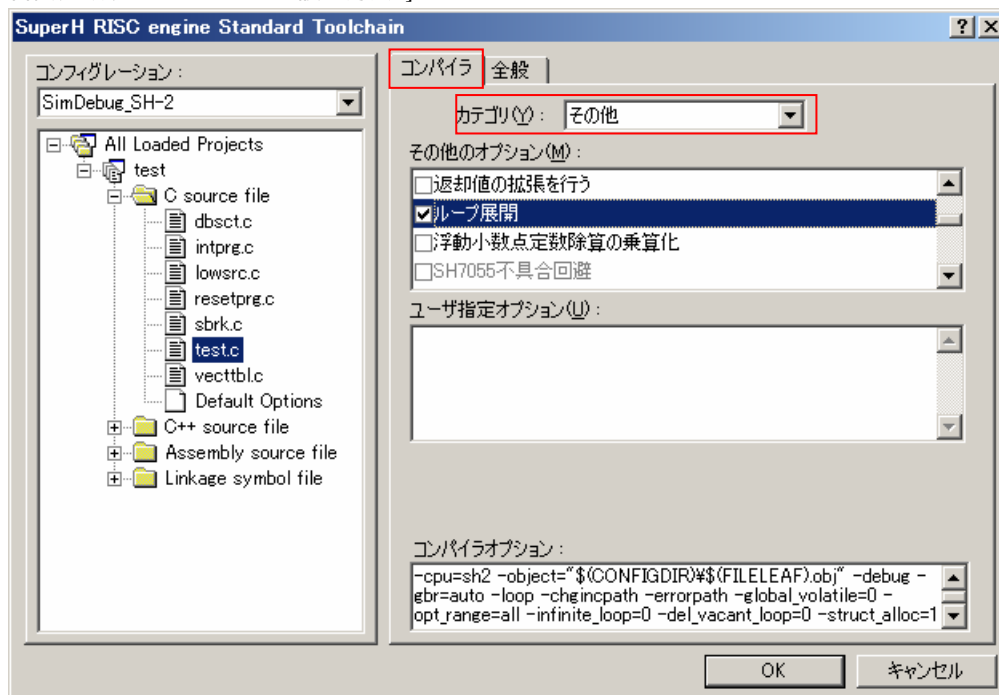 SuperH RISC engine Standard Toolchain
コンフィグレーション :
SimDebug_SH-2
All Loaded Projects
test
C source file
dbsct.c
intprg.c
lowsrc.c
resetprg.c
sbrk.c
test.c
vecttbl.c
Default Options
C++ source file
Assembly source file
Linkage symbol file
コンパイラ
全般
カテゴリ(Y) :
その他
その他のオプション(M) :
返却値の拡張を行う
ループ展開
浮動小数点定数除算の乗算化
SH7055不具合回避
ユーザ指定オプション(U) :
コンパイラオプション :
-cpu=sh2 -object="$(CONFIGDIR)¥$(FILELEAF).obj" -debug -
gbr=auto -loop -chgincpath -errorpath -global_volatile=0 -
opt_range=all -infinite_loop=0 -del_vacant_loop=0 -struct_alloc=1
OK
キャンセル